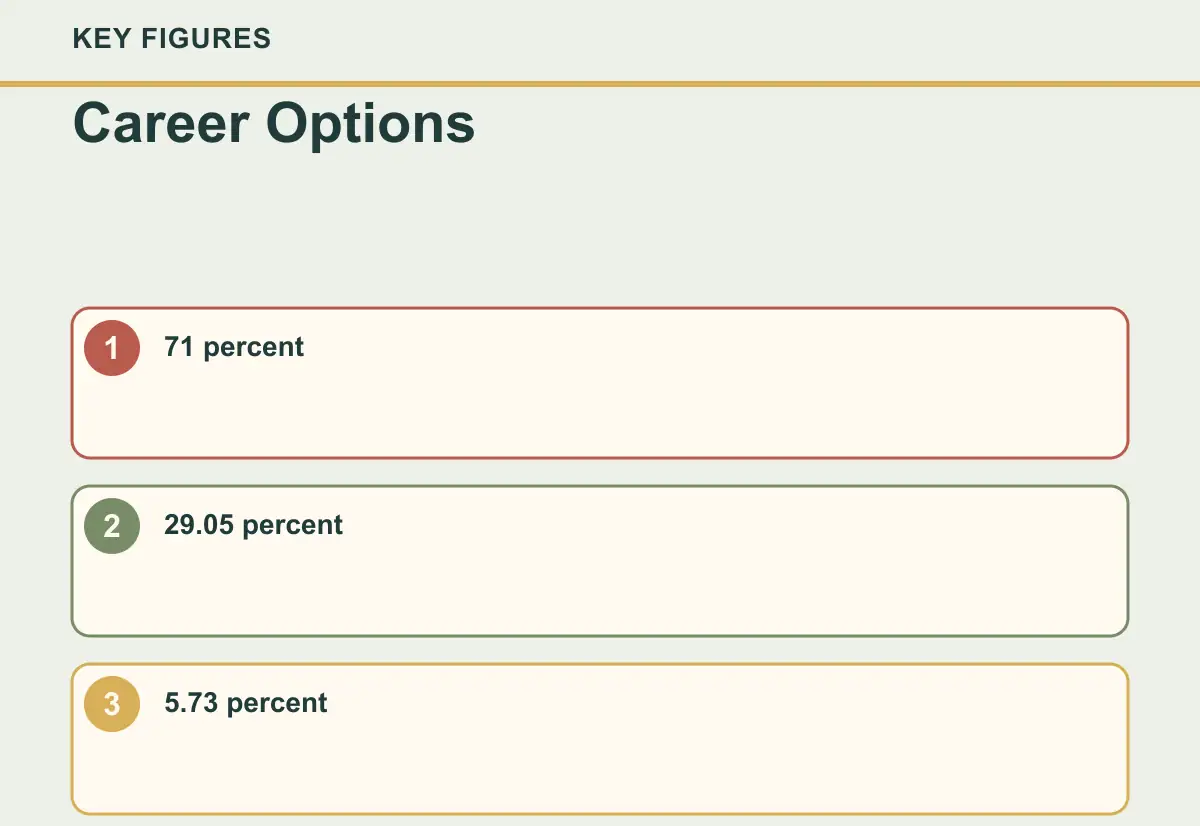 KEY FIGURES
Career Options
1 71 percent
2 29.05 percent
3 5.73 percent